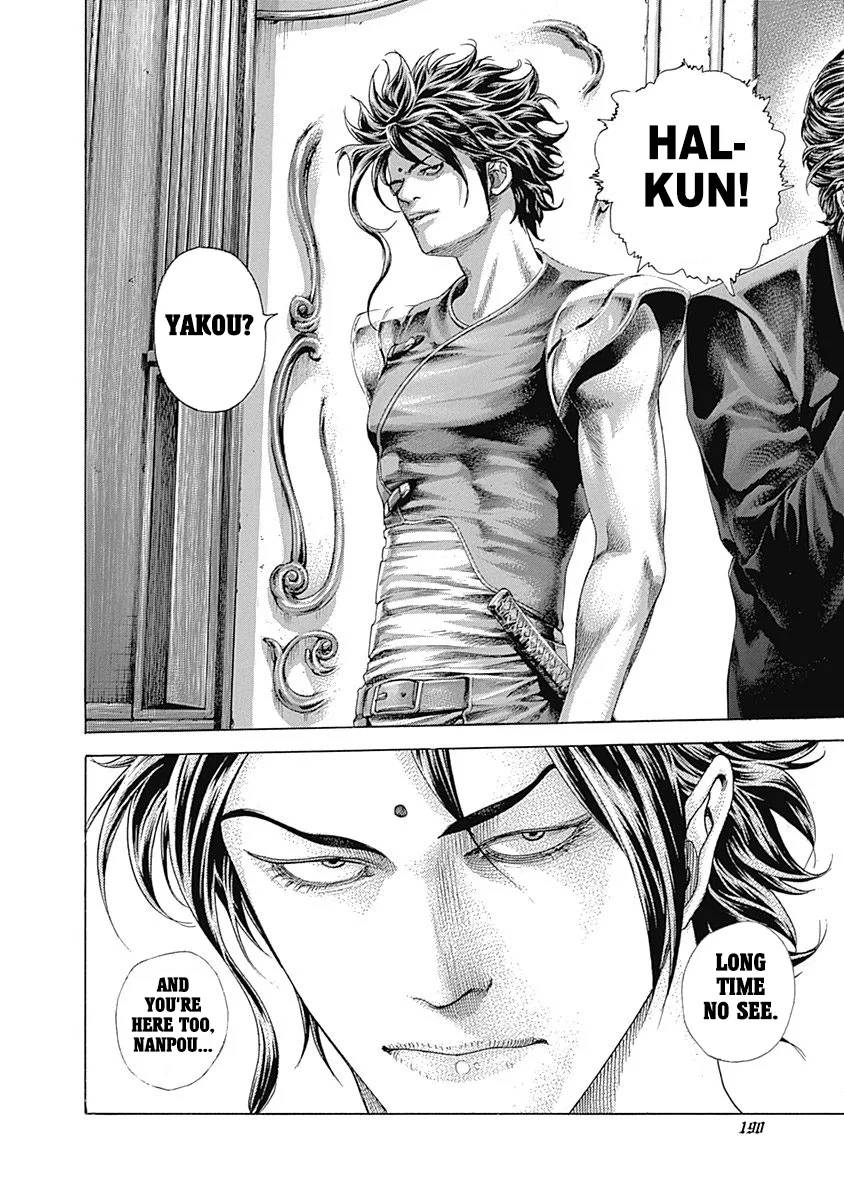 HAL-
KUN!
YAKOU?
LONG
TIME
NO SEE.
AND
YOU'RE
HERE TOO,
NANPOU...
190